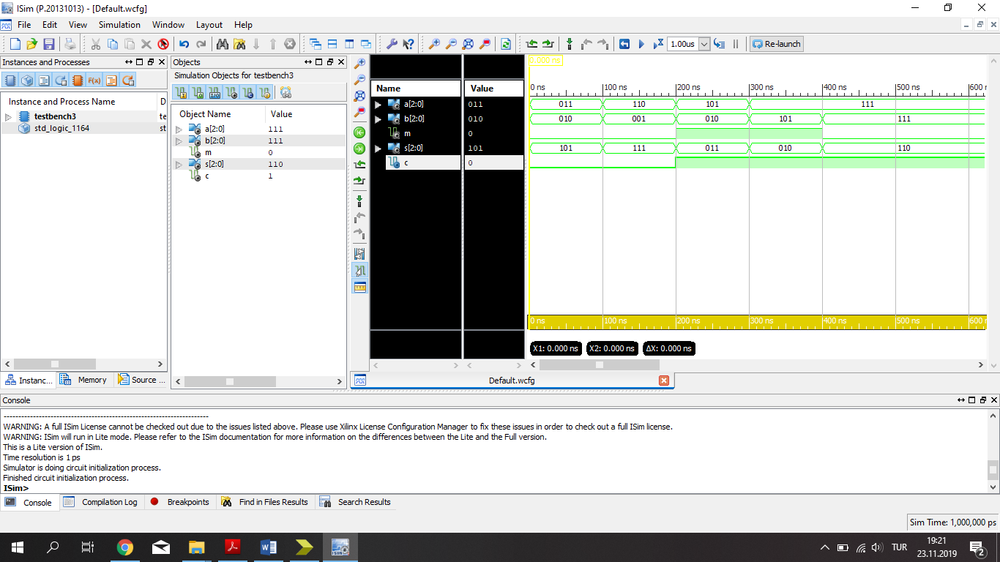 ISim (P.20131013) - [Default.wcfg]
File Edit View Simulation Window Layout Help
1.00us
Re-launch
Instances and Processes
Instance and Process Name D
testbench3 te
std_logic_1164 st
Instanc... Memory Source ...
Objects
Simulation Objects for testbench3
Object Name Value
a[2:0] 111
b[2:0] 111
m 0
s[2:0] 110
c 1
Name Value
a[2:0] 011
b[2:0] 010
m 0
s[2:0] 101
c 0
0.000 ns
0 ns 100 ns 200 ns 300 ns 400 ns 500 ns 600 n
011 110 101 111
010 001 010 101 111
101 111 011 010 110
0 ns 100 ns 200 ns 300 ns 400 ns 500 ns 600 n
X1: 0.000 ns X2: 0.000 ns ΔX: 0.000 ns
Default.wcfg
Console
WARNING: A full ISim License cannot be checked out due to the issues listed above. Please use Xilinx License Configuration Manager to fix these issues in order to check out a full ISim license.
WARNING: ISim will run in Lite mode. Please refer to the ISim documentation for more information on the differences between the Lite and the Full version.
This is a Lite version of ISim.
Time resolution is 1 ps
Simulator is doing circuit initialization process.
Finished circuit initialization process.
ISim>
Console Compilation Log Breakpoints Find in Files Results Search Results
Sim Time: 1,000,000 ps
TUR
19:21
23.11.2019
2